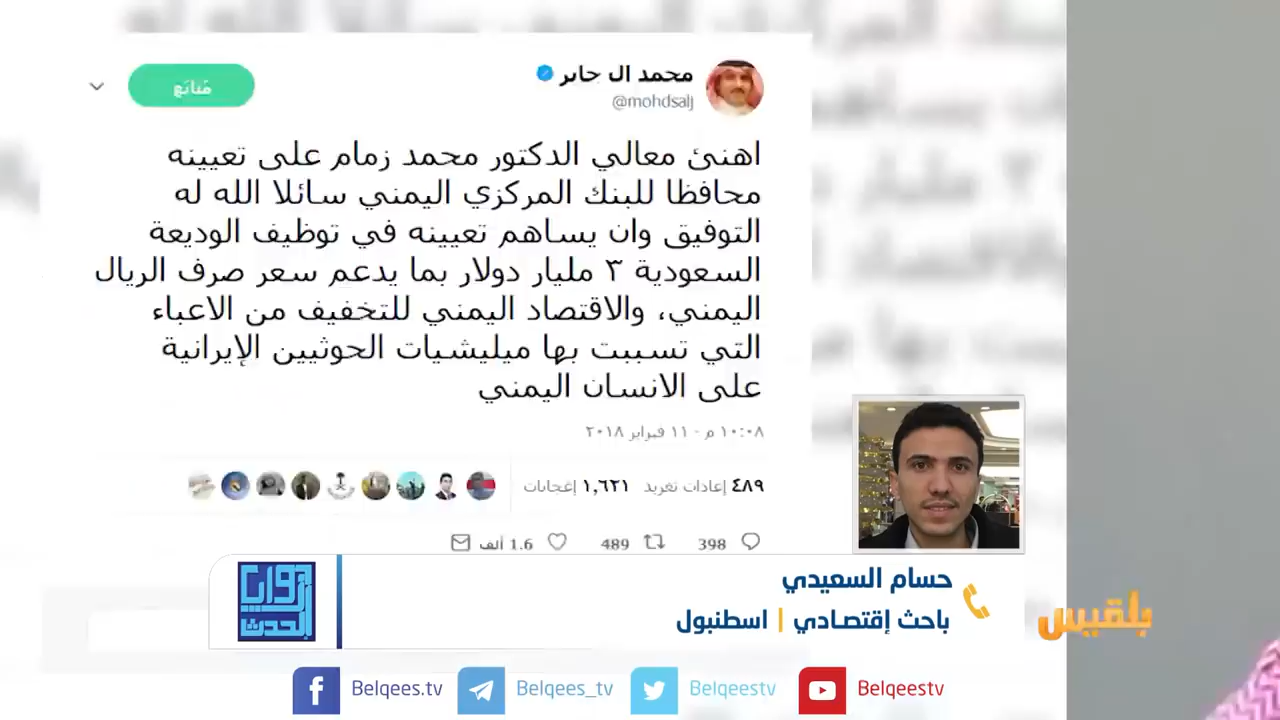 محمد ال جابر
@mohdsalj
مُتابَع
اهنئ معالي الدكتور محمد زمام على تعيينه
محافظا للبنك المركزي اليمني سائلا الله له
التوفيق وان يساهم تعيينه في توظيف الوديعة
السعودية ٣ مليار دولار بما يدعم سعر صرف الريال
اليمني، والاقتصاد اليمني للتخفيف من الاعباء
التي تسببت بها ميليشيات الحوثيين الإيرانية
على الانسان اليمني
١٠:٠٨ م - ١١ فبراير ٢٠١٨
٤٨٩ إعادات تغريد ١,٦٢١ إعجابات
398 489 1.6 ألف
حسام السعيدي
باحث إقتصادي | اسطنبول
الحدث
بلقيس
Belqees.tv Belqees_tv Belqeestv Belqeestv